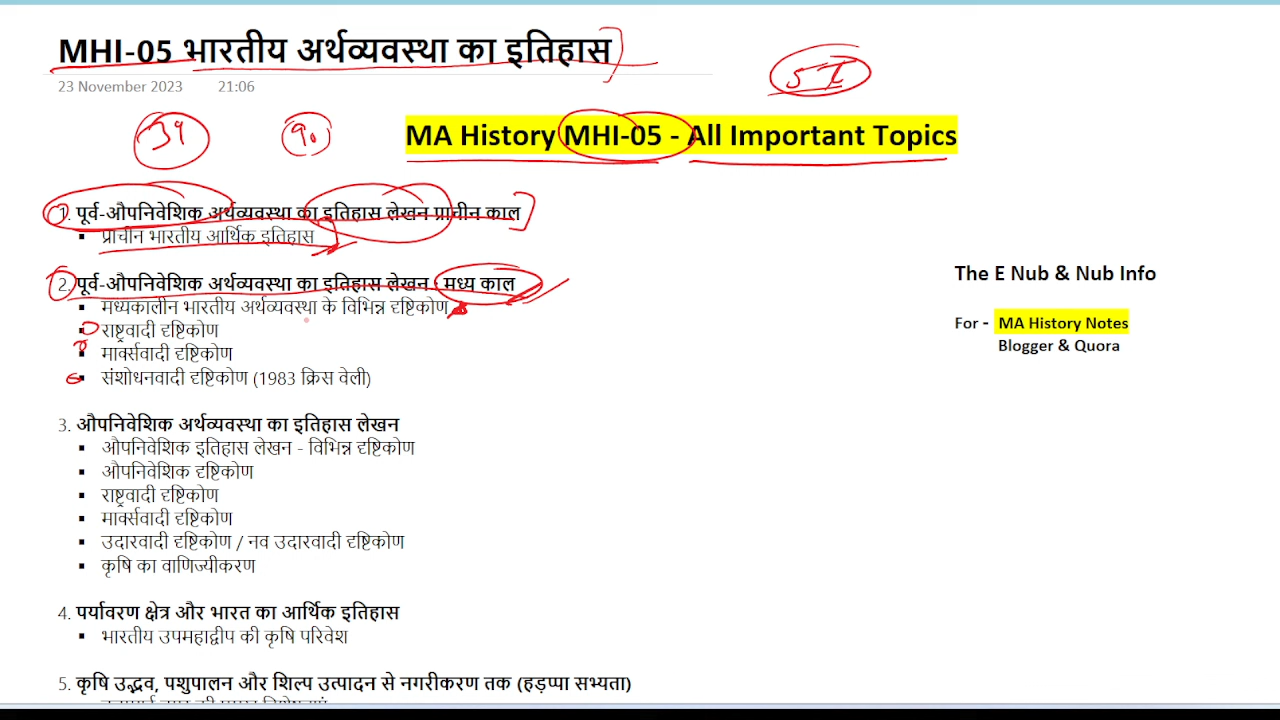 MHI-05 भारतीय अर्थव्यवस्था का इतिहास
23 November 2023 21:06
5I
34 90
MA History MHI-05 - All Important Topics
1. पूर्व-औपनिवेशिक अर्थव्यवस्था का इतिहास लेखन प्राचीन काल
▪ प्राचीन भारतीय आर्थिक इतिहास
2. पूर्व-औपनिवेशिक अर्थव्यवस्था का इतिहास लेखन : मध्य काल
▪ मध्यकालीन भारतीय अर्थव्यवस्था के विभिन्न दृष्टिकोण
▪ राष्ट्रवादी दृष्टिकोण
▪ मार्क्सवादी दृष्टिकोण
▪ संशोधनवादी दृष्टिकोण (1983 क्रिस वेली)
3. औपनिवेशिक अर्थव्यवस्था का इतिहास लेखन
▪ औपनिवेशिक इतिहास लेखन - विभिन्न दृष्टिकोण
▪ औपनिवेशिक दृष्टिकोण
▪ राष्ट्रवादी दृष्टिकोण
▪ मार्क्सवादी दृष्टिकोण
▪ उदारवादी दृष्टिकोण / नव उदारवादी दृष्टिकोण
▪ कृषि का वाणिज्यीकरण
4. पर्यावरण क्षेत्र और भारत का आर्थिक इतिहास
▪ भारतीय उपमहाद्वीप की कृषि परिवेश
5. कृषि उद्भव, पशुपालन और शिल्प उत्पादन से नगरीकरण तक (हड़प्पा सभ्यता)
The E Nub & Nub Info
For - MA History Notes
Blogger & Quora